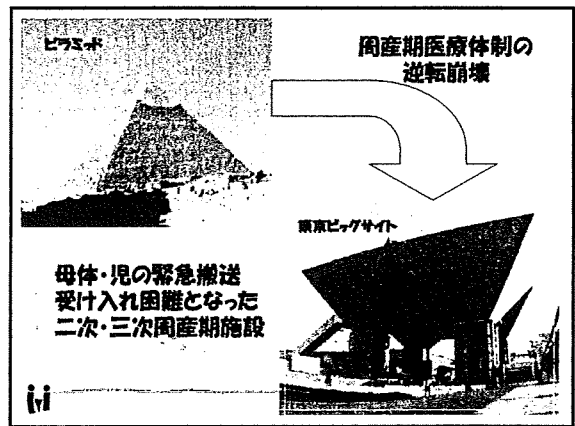 ピラミッド
周産期医療体制の
逆転崩壊
東京ビッグサイト
母体・児の緊急搬送
受け入れ困難となった
二次・三次周産期施設